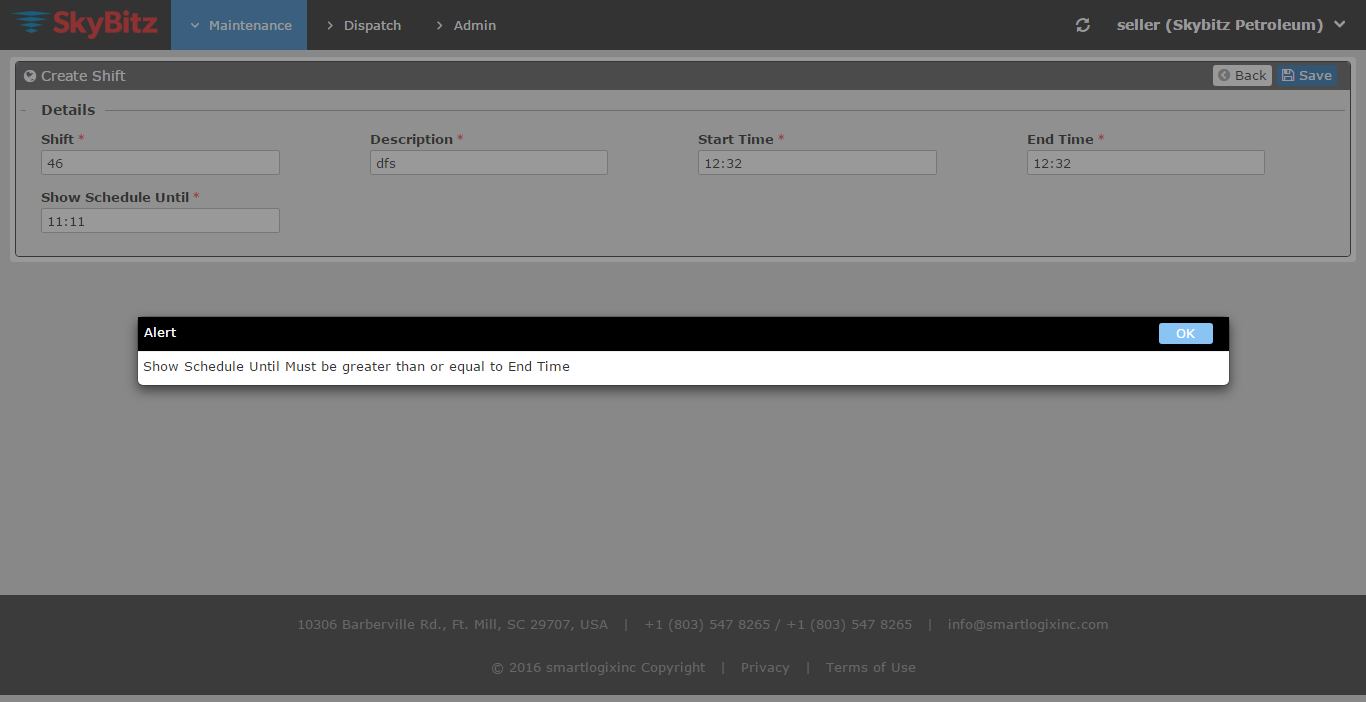 SkyBitz Maintenance Dispatch Admin seller (Skybitz Petroleum)
Create Shift Back Save
Details
Shift * Description * Start Time * End Time *
46 dfs 12:32 12:32
Show Schedule Until *
11:11
Alert OK
Show Schedule Until Must be greater than or equal to End Time
10306 Barberville Rd., Ft. Mill, SC 29707, USA | +1 (803) 547 8265 / +1 (803) 547 8265 | info@smartlogixinc.com
© 2016 smartlogixinc Copyright | Privacy | Terms of Use